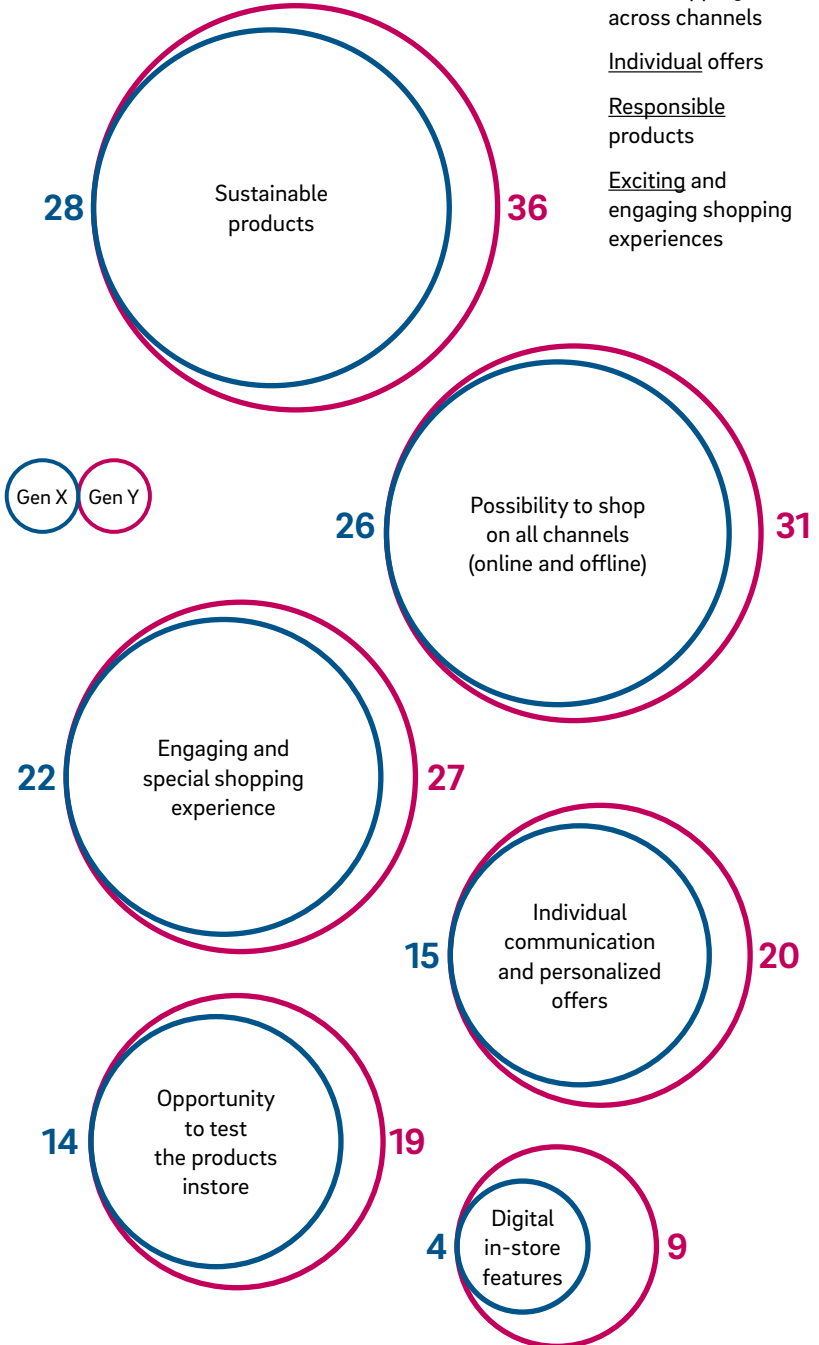 across channels
Individual offers
Responsible
products
Exciting and
engaging shopping
experiences
28
Sustainable
products
36
Gen X
Gen Y
26
Possibility to shop
on all channels
(online and offline)
31
22
Engaging and
special shopping
experience
27
15
Individual
communication
and personalized
offers
20
14
Opportunity
to test
the products
instore
19
4
Digital
in-store
features
9